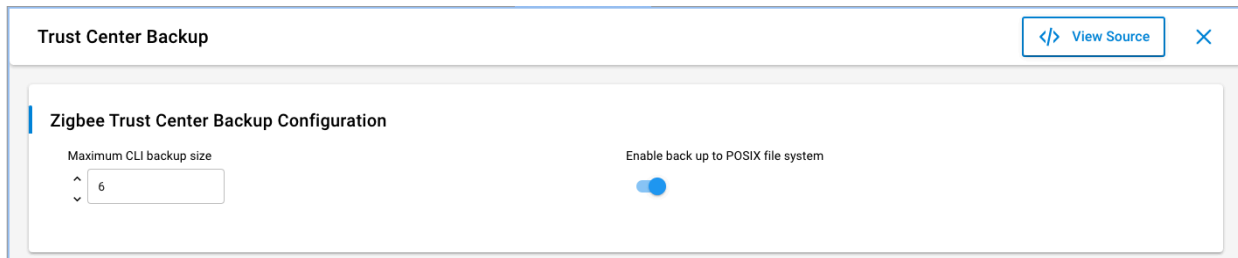 Trust Center Backup
</> View Source
Zigbee Trust Center Backup Configuration
Maximum CLI backup size
Enable back up to POSIX file system
6